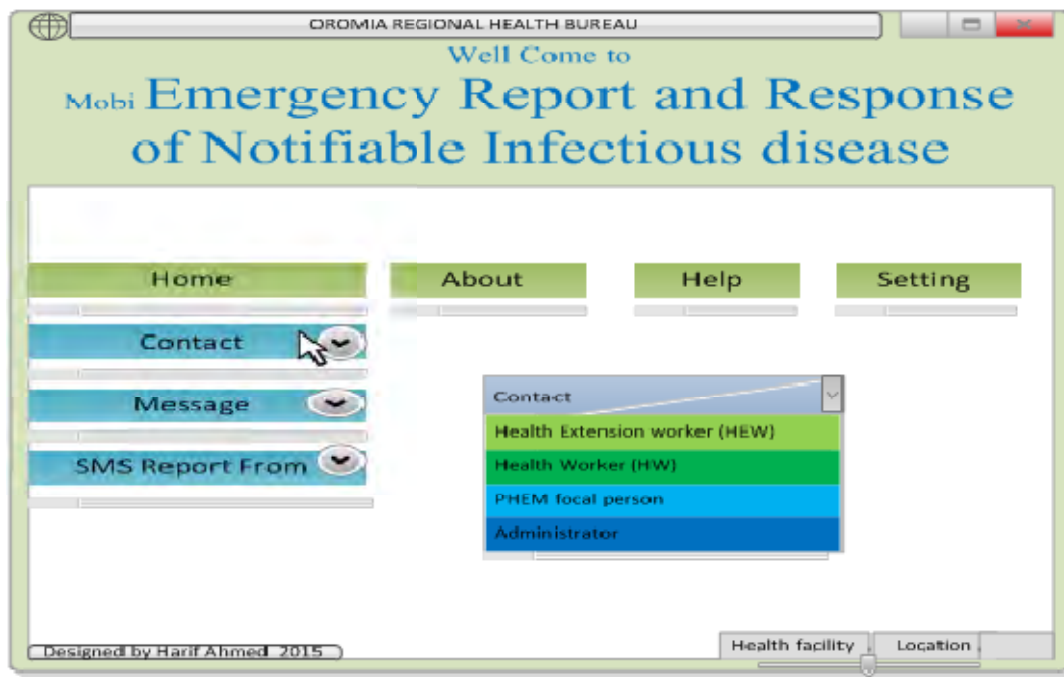 OROMIA REGIONAL HEALTH BUREAU
Well Come to
Mobi Emergency Report and Response
of Notifiable Infectious disease
Home About Help Setting
Contact
Message
SMS Report From
Contact
Health Extension worker (HEW)
Health Worker (HW)
PHEM focal person
Administrator
Designed by Harif Ahmed 2015
Health facility Location